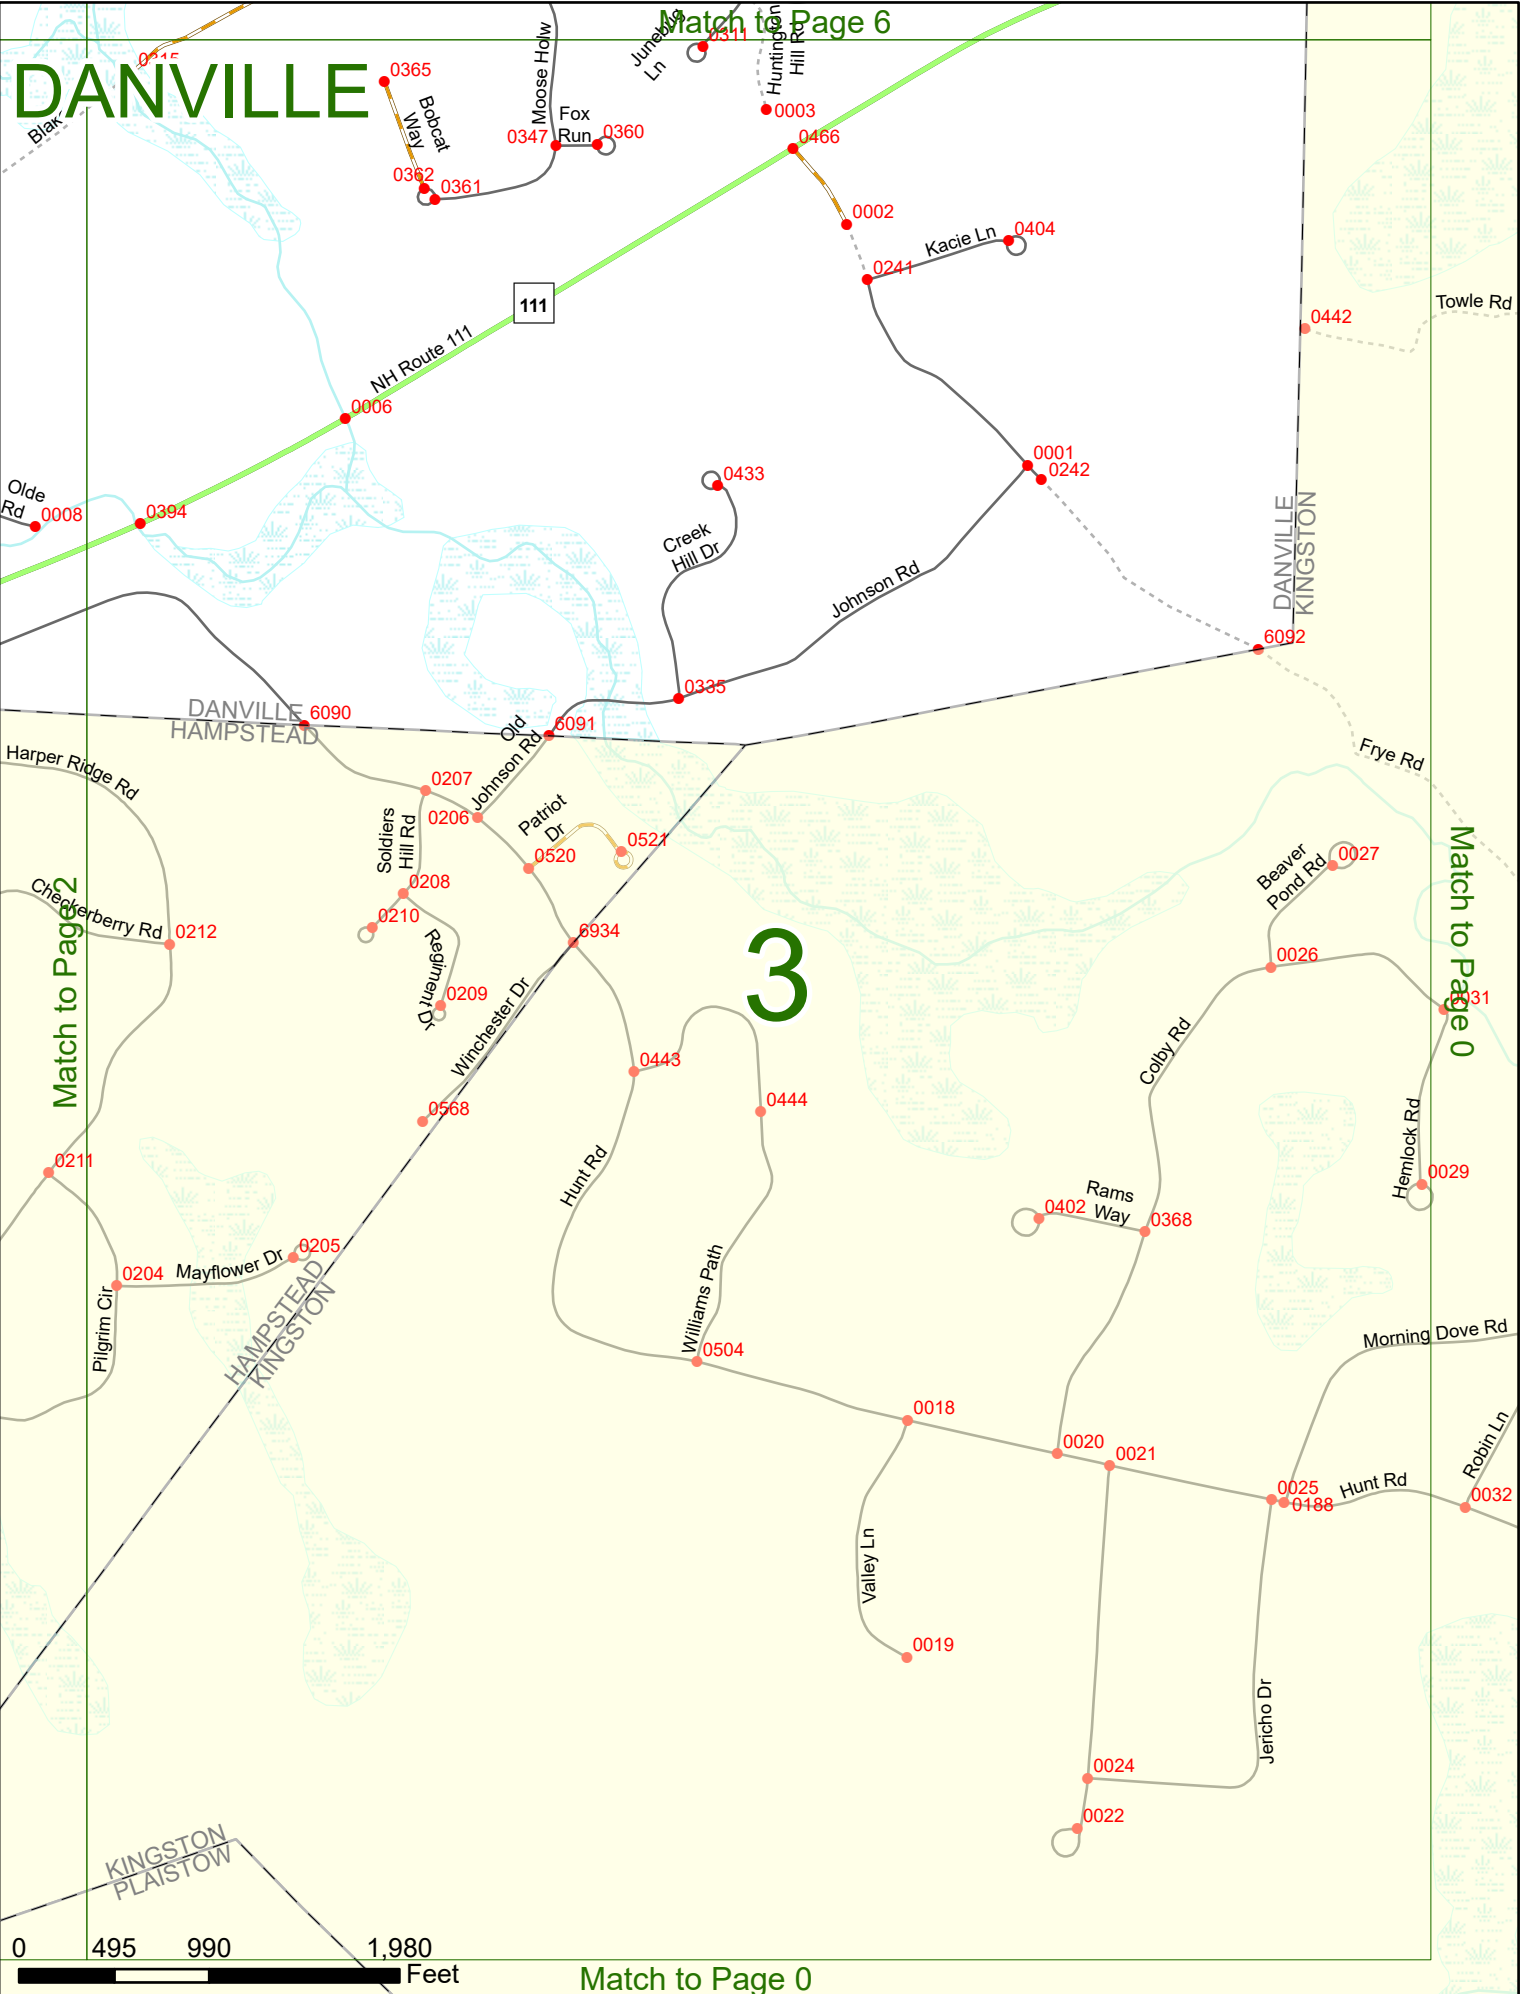 Match to Page 6
0315
DANVILLE
0365
Bobcat
Way
Moose Holw
Junebug
Ln
0311
Huntington
Hill Rd
0003
Fox
Run
0347
0360
0466
0362
0361
0002
Kacie Ln
0404
0241
111
Towle Rd
0442
NH Route 111
0006
0001
0242
0433
Olde
Rd
0008
0394
Creek
Hill Dr
Johnson Rd
DANVILLE
KINGSTON
6092
0335
DANVILLE
HAMPSTEAD
6090
6091
Old
Johnson Rd
Harper Ridge Rd
Frye Rd
0207
0206
Soldiers
Hill Rd
Patriot
Dr
0521
0520
Beaver
Pond Rd
0027
Match to Page 0
Match to Page 2
Checkerberry Rd
0208
0210
0212
Regiment Dr
6934
3
0026
0209
0031
Winchester Dr
Colby Rd
0443
0444
0568
Hemlock Rd
0211
Hunt Rd
0029
Rams
Way
0402
0368
0205
Mayflower Dr
0204
HAMPSTEAD
KINGSTON
Pilgrim Cir
Williams Path
0504
Morning Dove Rd
0018
0020
0021
Robin Ln
0025
0188
Hunt Rd
0032
Valley Ln
0019
Jericho Dr
0024
0022
KINGSTON
PLAISTOW
0 495 990 1,980
Feet
Match to Page 0